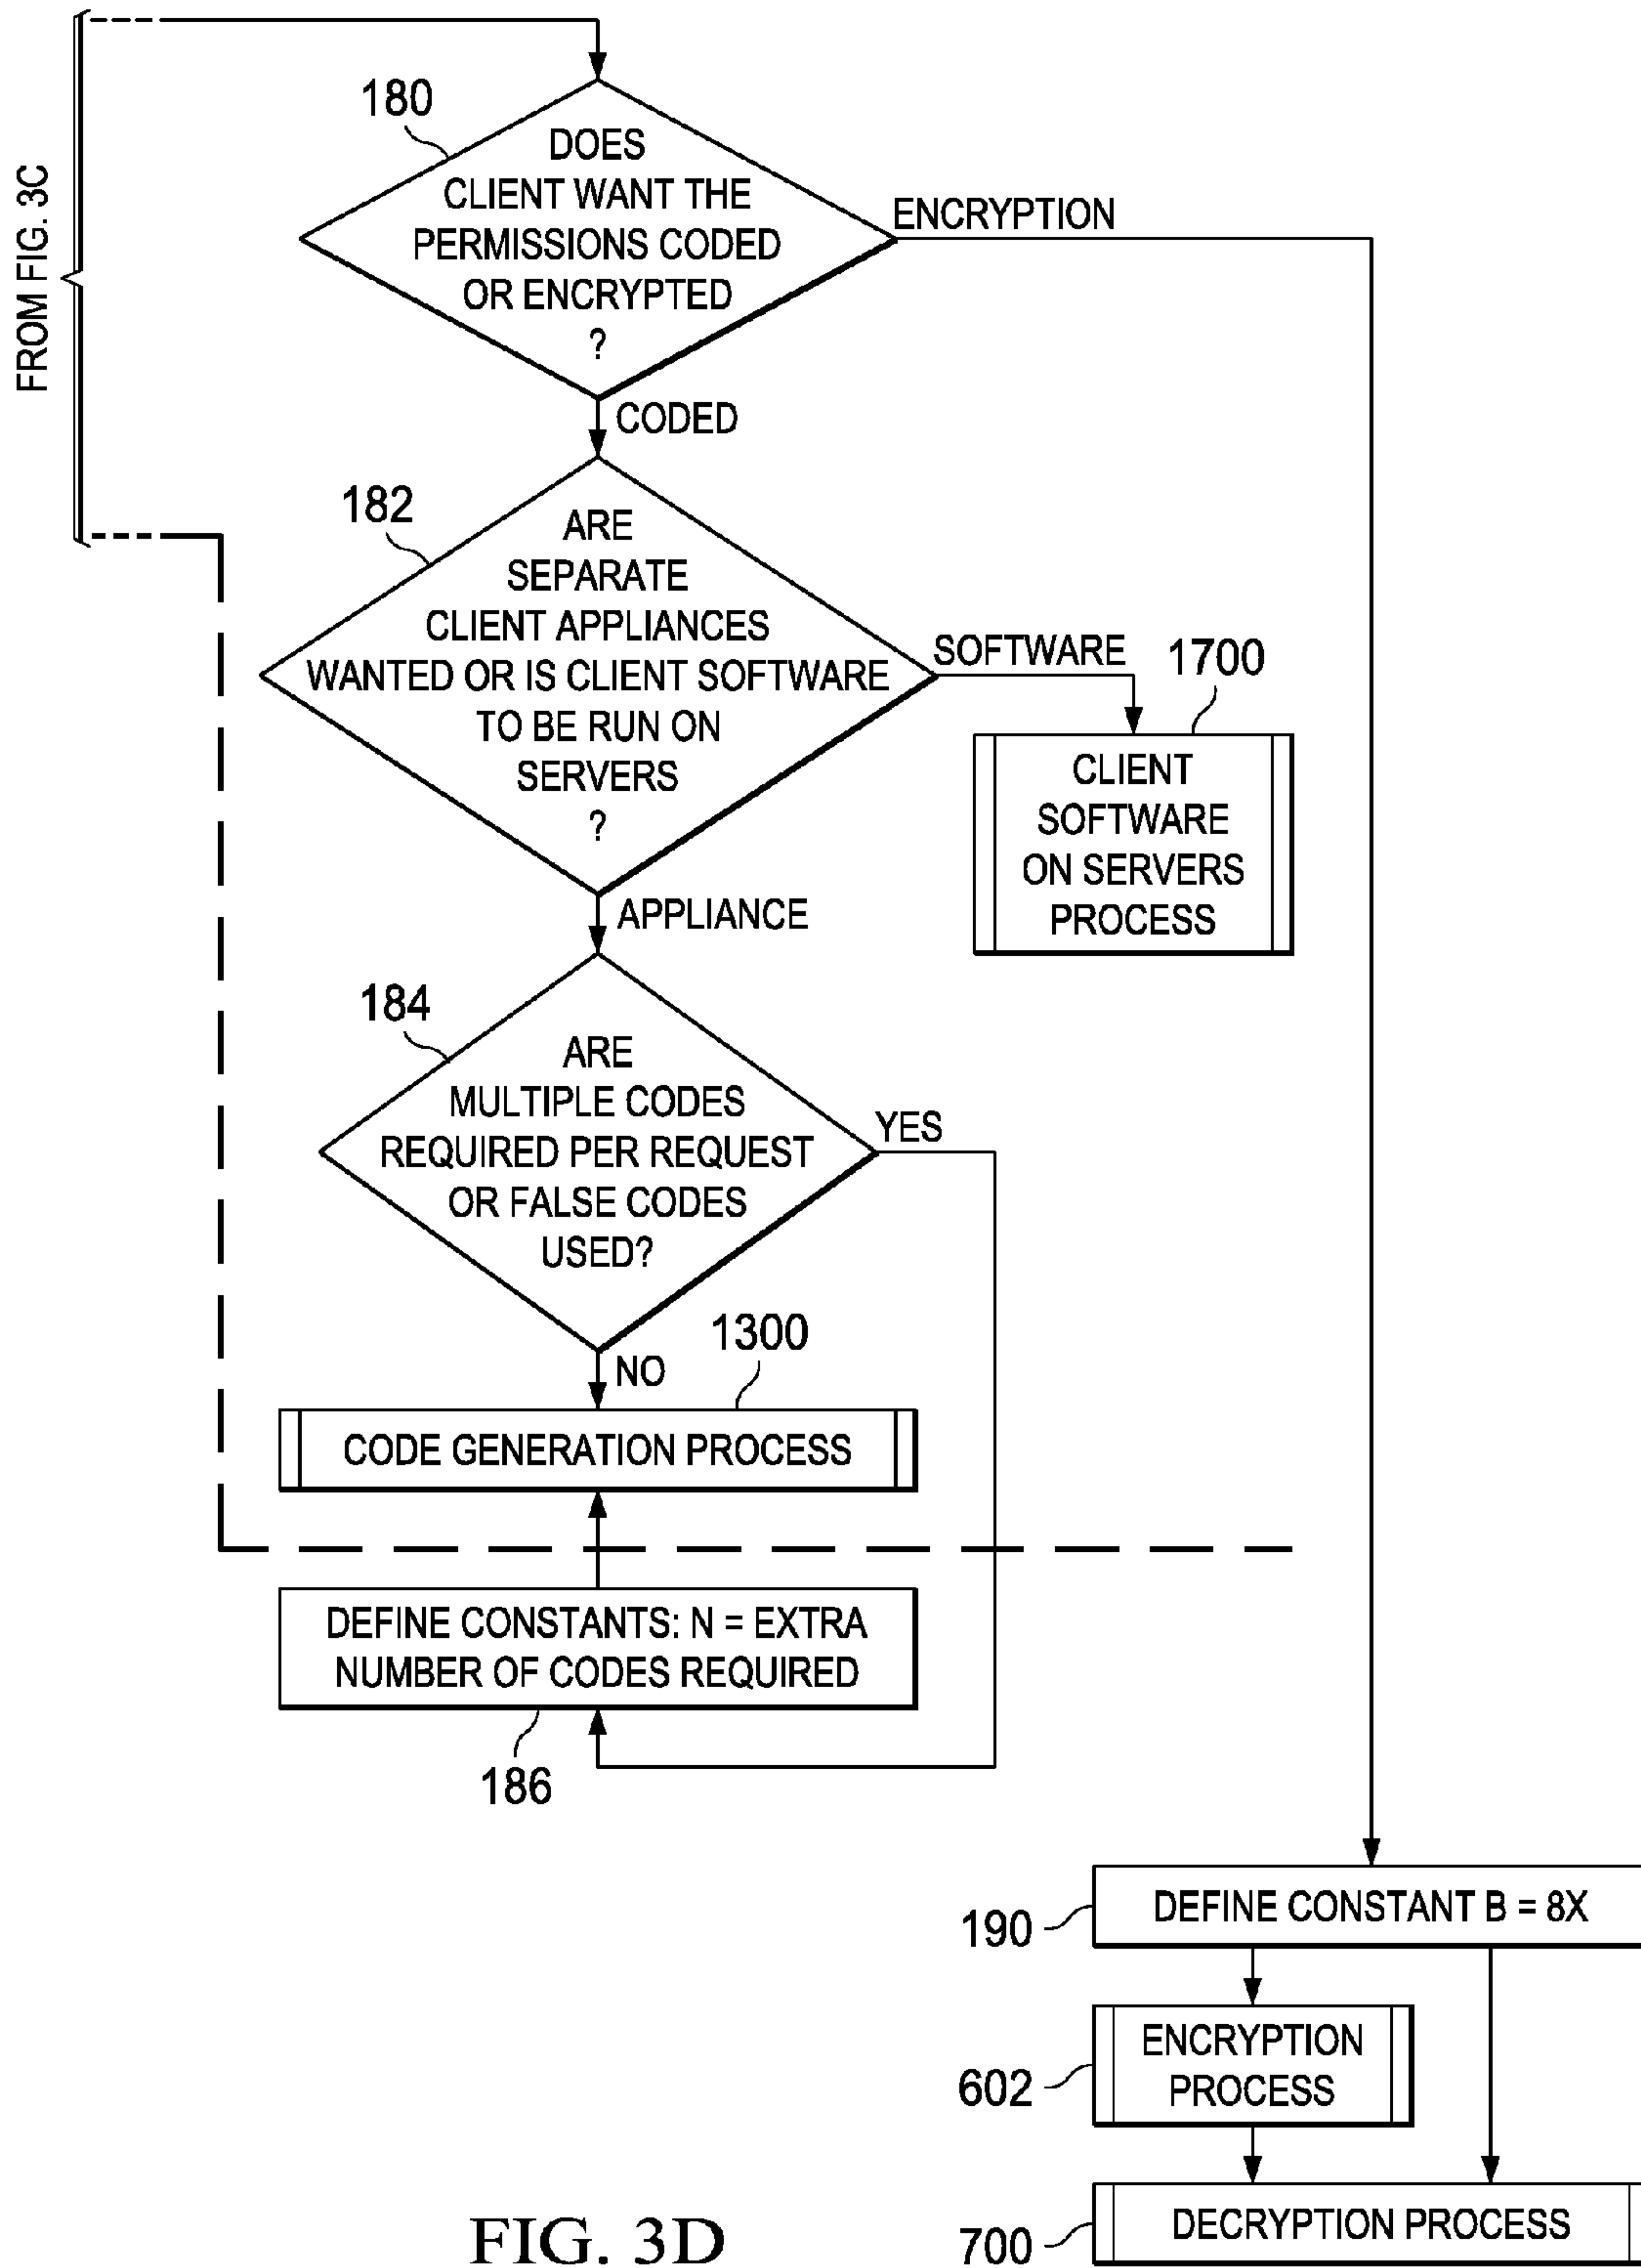 FROM FIG. 3C
180
DOES
CLIENT WANT THE
PERMISSIONS CODED
OR ENCRYPTED
?
ENCRYPTION
CODED
182
ARE
SEPARATE
CLIENT APPLIANCES
WANTED OR IS CLIENT SOFTWARE
TO BE RUN ON
SERVERS
?
SOFTWARE
1700
CLIENT
SOFTWARE
ON SERVERS
PROCESS
APPLIANCE
184
ARE
MULTIPLE CODES
REQUIRED PER REQUEST
OR FALSE CODES
USED?
YES
NO
1300
CODE GENERATION PROCESS
DEFINE CONSTANTS: N = EXTRA
NUMBER OF CODES REQUIRED
186
190
DEFINE CONSTANT B = 8X
602
ENCRYPTION
PROCESS
700
DECRYPTION PROCESS
FIG. 3D